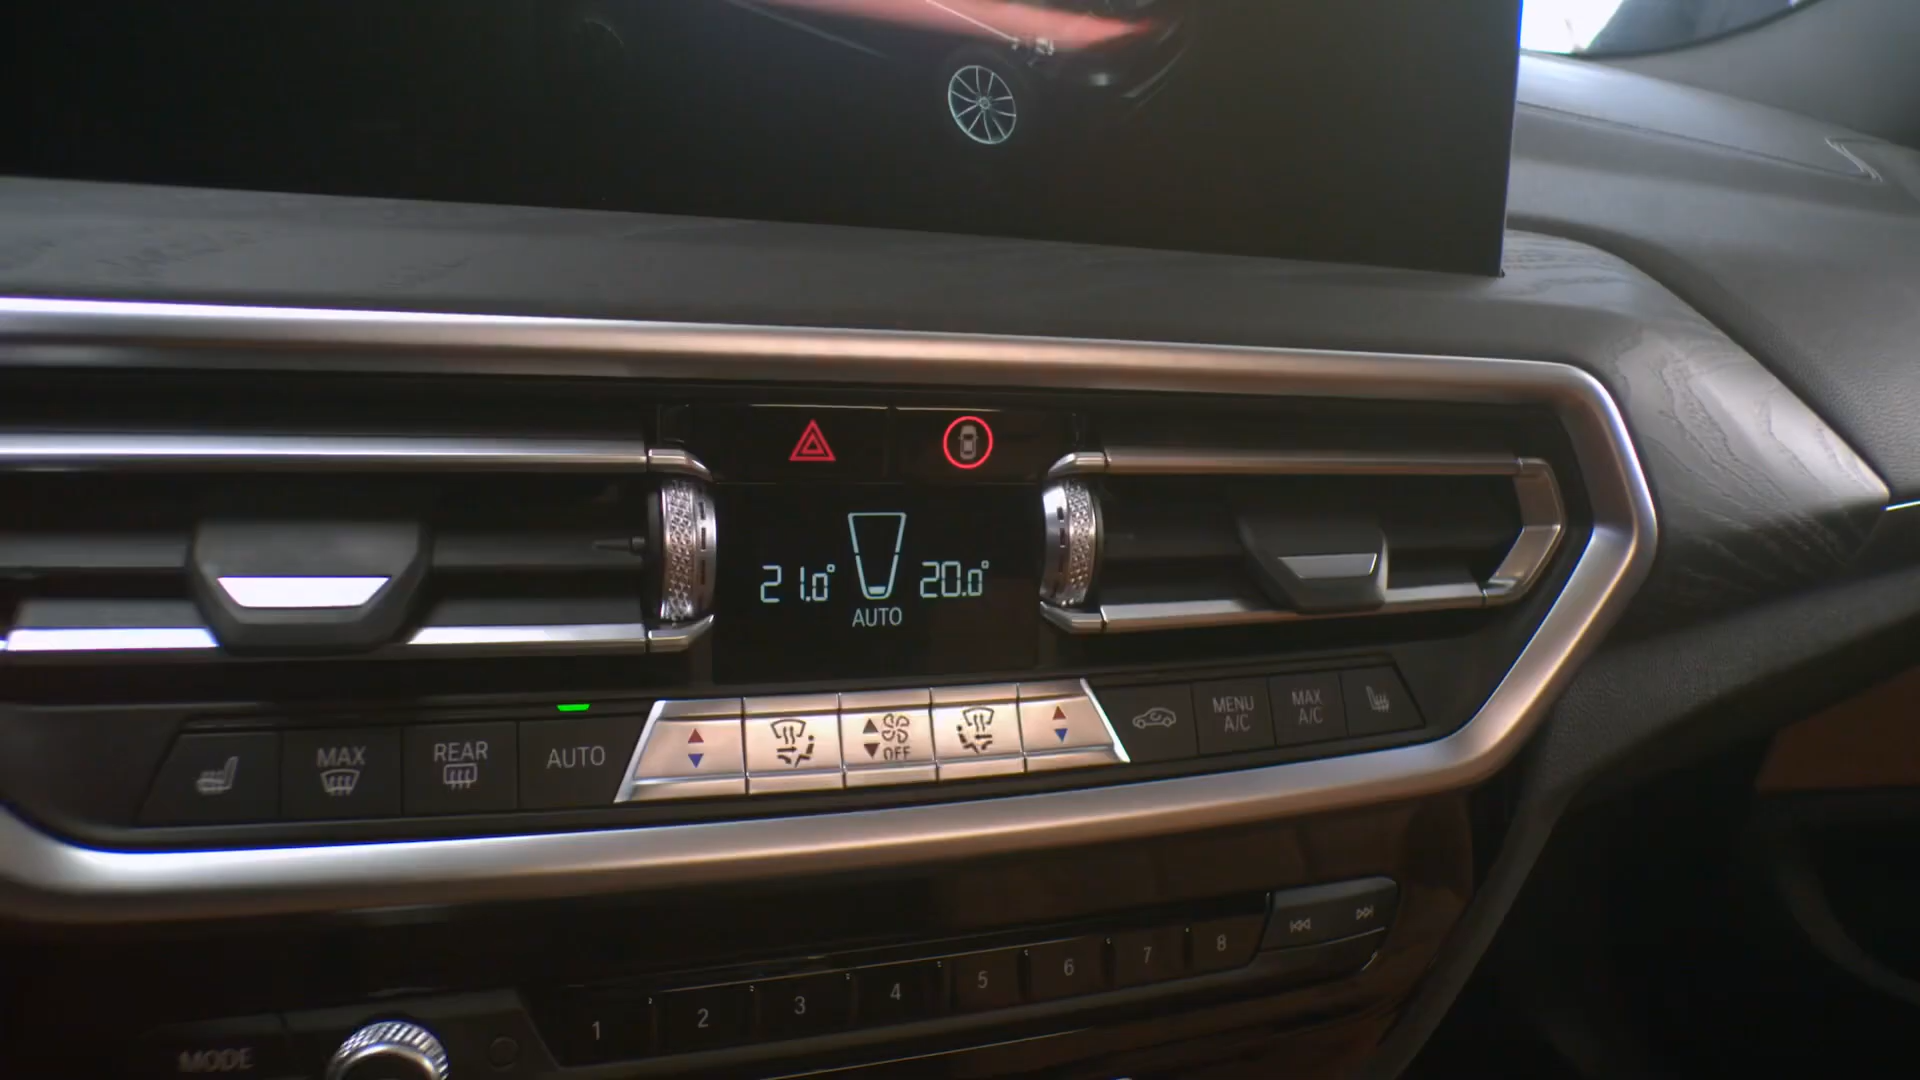 21.0° 20.0°
AUTO
MAX
REAR
AUTO
OFF
MENU
A/C
MAX
A/C
1 2 3 4 5 6 7 8
MODE